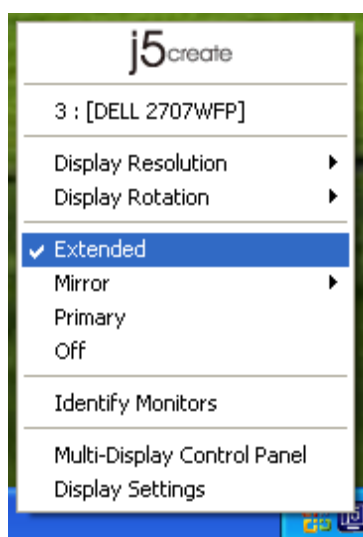 j5create
3 : [DELL 2707WFP]
Display Resolution
Display Rotation
Extended
Mirror
Primary
Off
Identify Monitors
Multi-Display Control Panel
Display Settings